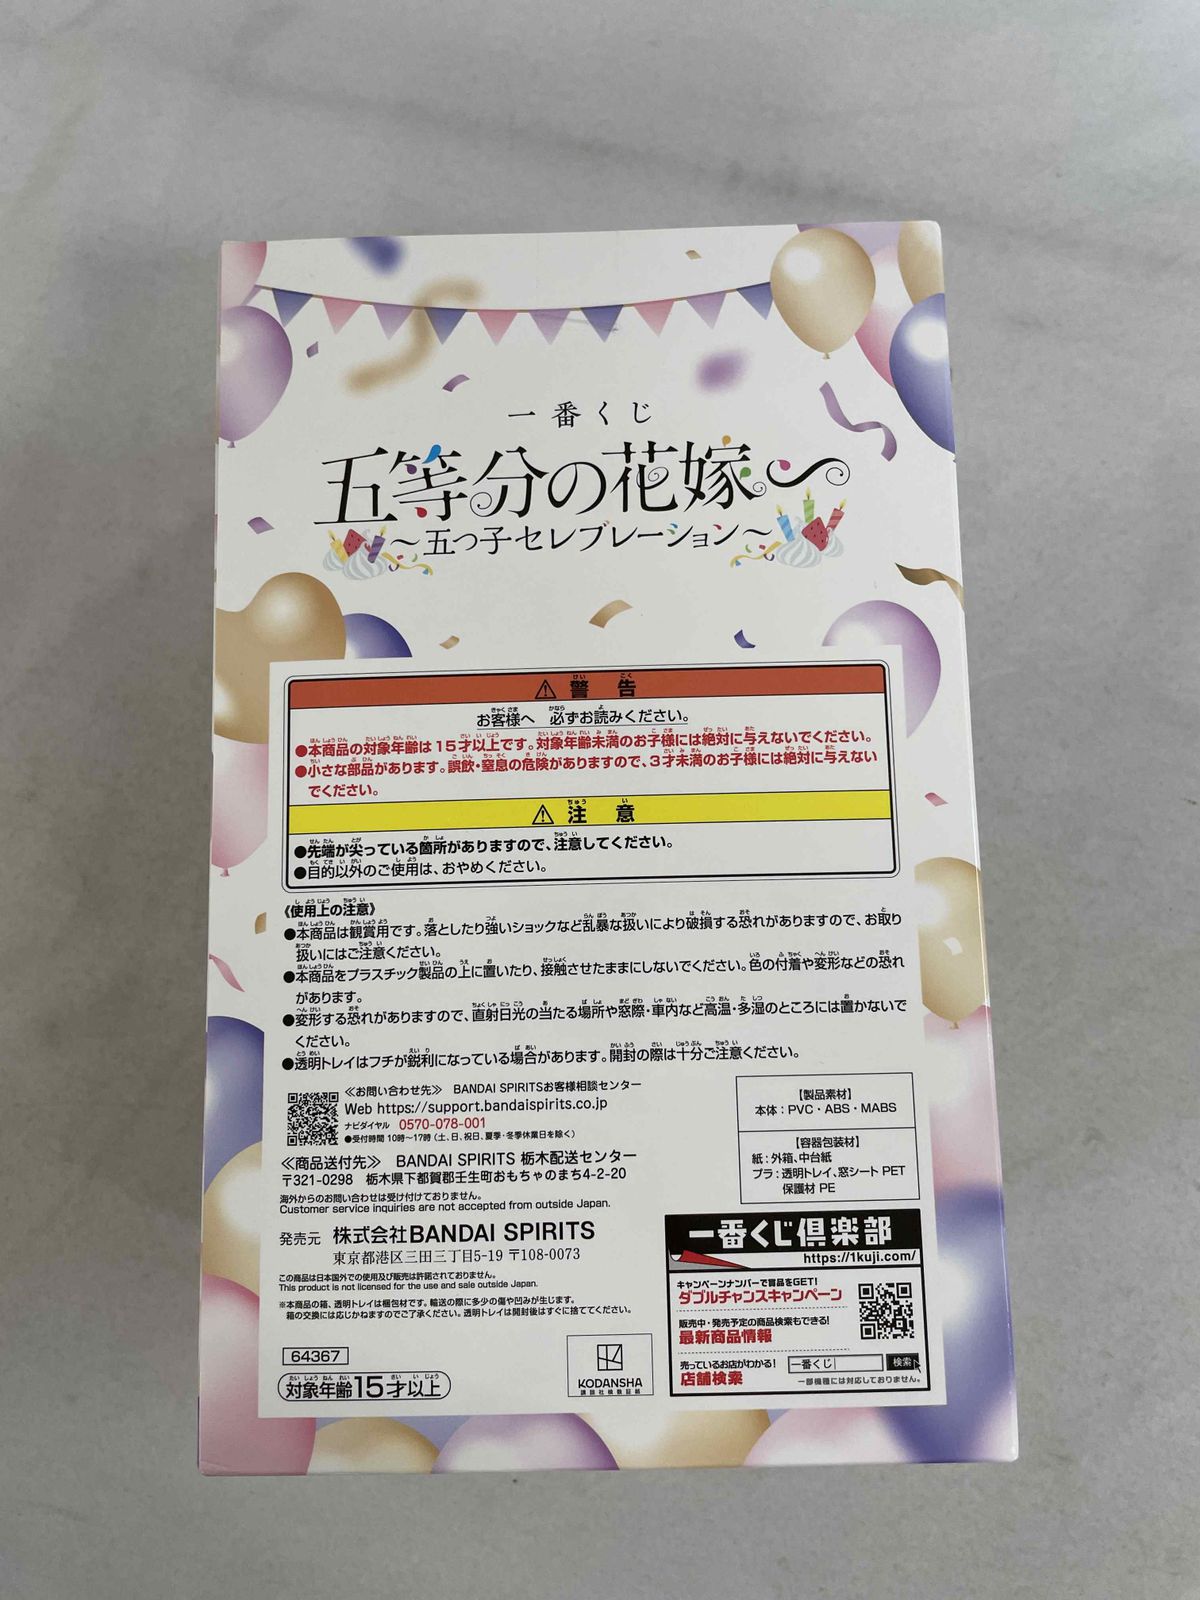 一番くじ
五等分の花嫁∽
～五つ子セレブレーション～
⚠ 警告
お客様へ 必ずお読みください。
●本商品の対象年齢は15才以上です。対象年齢未満のお子様には絶対に与えないでください。
●小さな部品があります。誤飲・窒息の危険がありますので、3才未満のお子様には絶対に与えない
でください。
⚠ 注意
●先端が尖っている箇所がありますので、注意してください。
●目的以外のご使用は、おやめください。
《使用上の注意》
●本商品は観賞用です。落としたり強いショックなど乱暴な扱いにより破損する恐れがありますので、お取り
扱いにはご注意ください。
●本商品をプラスチック製品の上に置いたり、接触させたままにしないでください。色の付着や変形などの恐れ
があります。
●変形する恐れがありますので、直射日光の当たる場所や窓際・車内など高温・多湿のところには置かないで
ください。
●透明トレイはフチが鋭利になっている場合があります。開封の際は十分ご注意ください。
≪お問い合わせ先≫ BANDAI SPIRITSお客様相談センター
Web https://support.bandaispirits.co.jp
ナビダイヤル 0570-078-001
●受付時間 10時～17時 (土、日、祝日、夏季・冬季休業日を除く)
≪商品送付先≫ BANDAI SPIRITS 栃木配送センター
〒321-0298 栃木県下都賀郡壬生町おもちゃのまち4-2-20
海外からのお問い合わせは受け付けておりません。
Customer service inquiries are not accepted from outside Japan.
発売元 株式会社BANDAI SPIRITS
東京都港区三田三丁目5-19 〒108-0073
この商品は日本国外での使用及び販売は許諾されておりません。
This product is not licensed for the use and sale outside Japan.
※本商品の箱、透明トレイは梱包材です。輸送の際に多少の傷や凹みが生じます。
箱の交換には応じかねますのでご了承ください。透明トレイは開封後はすぐに捨ててください。
64367
対象年齢15才以上
KODANSHA
講談社検数証紙
【製品素材】
本体：PVC・ABS・MABS
【容器包装材】
紙：外箱、中台紙
プラ：透明トレイ、窓シート PET
保護材 PE
一番くじ倶楽部
https://1kuji.com/
キャンペーンナンバーで賞品をGET!
ダブルチャンスキャンペーン
販売中・発売予定の商品検索もできる!
最新商品情報
売っているお店がわかる!
店舗検索
一番くじ 検索
一部機種には対応しておりません。